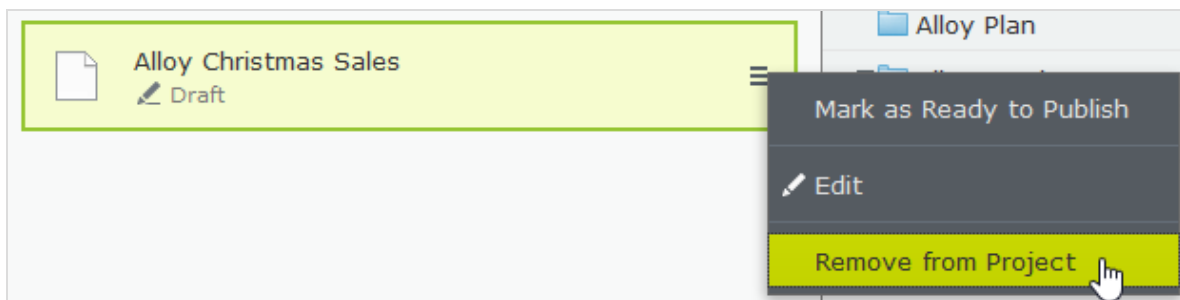 Alloy Plan
Alloy Christmas Sales
Draft
Mark as Ready to Publish
Edit
Remove from Project